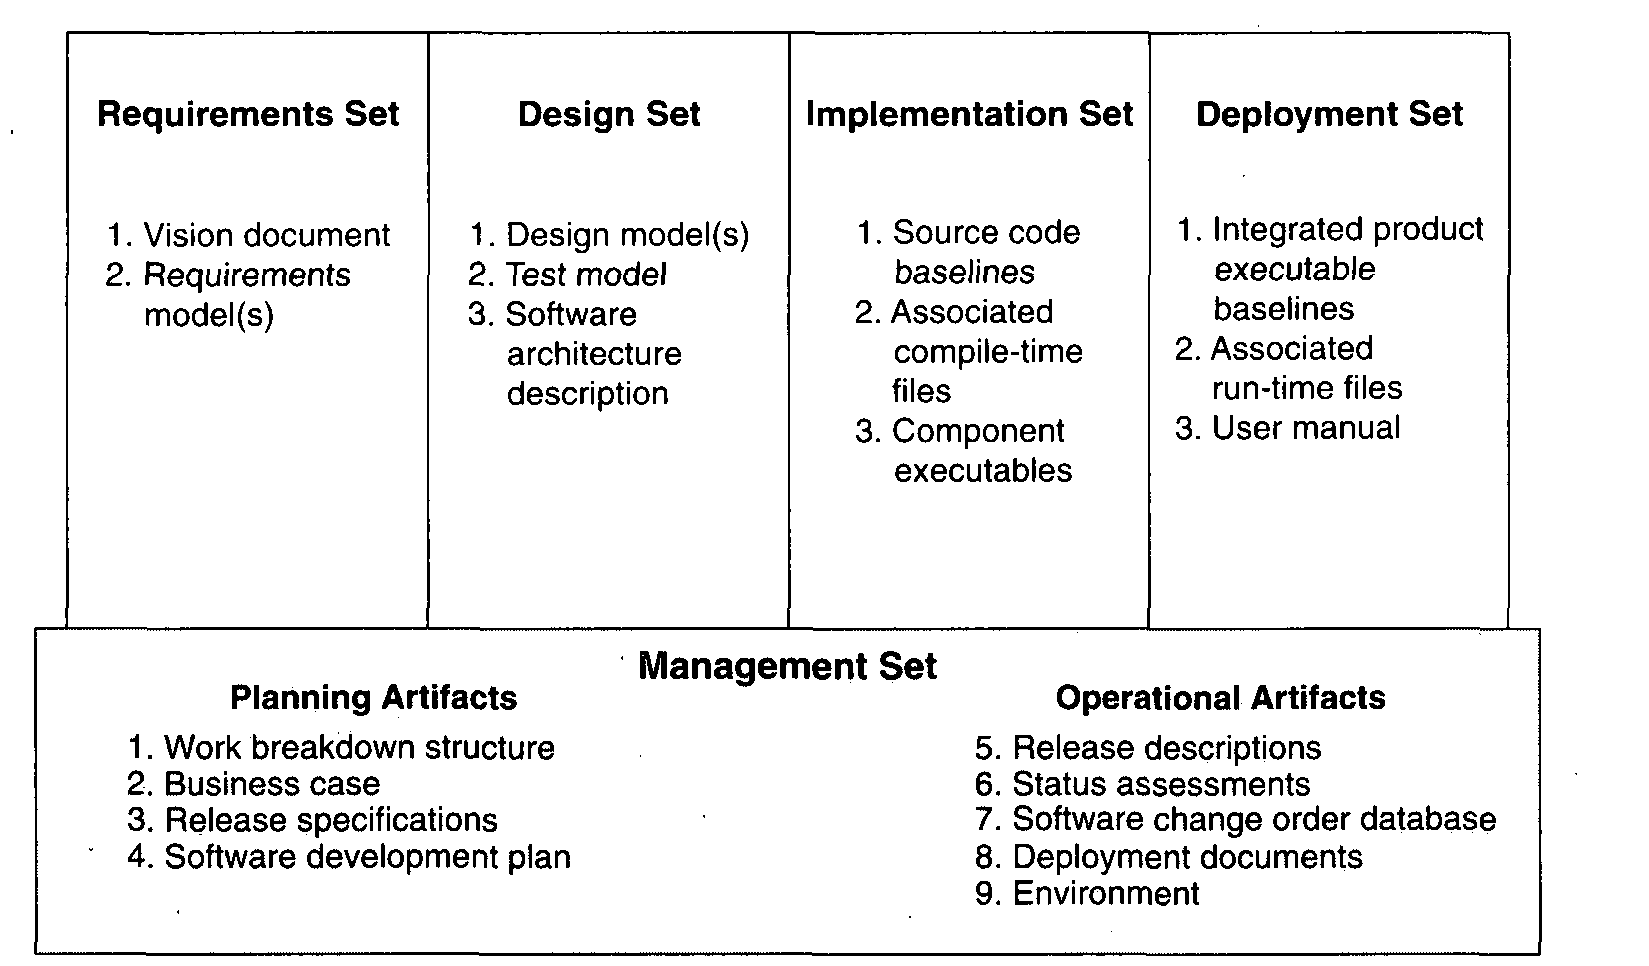 Requirements Set
1. Vision document
2. Requirements
model(s)
Design Set
1. Design model(s)
2. Test model
3. Software
architecture
description
Implementation Set
1. Source code
baselines
2. Associated
compile-time
files
3. Component
executables
Deployment Set
1. Integrated product
executable
baselines
2. Associated
run-time files
3. User manual
Management Set
Planning Artifacts
1. Work breakdown structure
2. Business case
3. Release specifications
4. Software development plan
Operational Artifacts
5. Release descriptions
6. Status assessments
7. Software change order database
8. Deployment documents
9. Environment